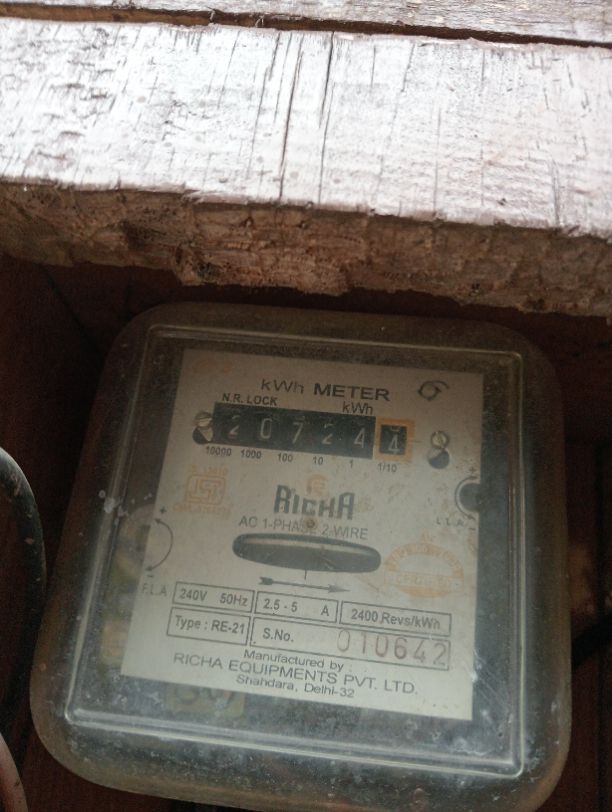 kWh METER
N.R. LOCK kWh
2 0 7 2 4 4
10000 1000 100 10 1 1/10
RICHA
AC 1-PHASE 2-WIRE
F.L.A L.L.A
240V 50Hz 2.5 - 5 A 2400 Revs/kWh
Type : RE-21 S.No. 010642
Manufactured by :
RICHA EQUIPMENTS PVT. LTD.
Shahdara, Delhi-32